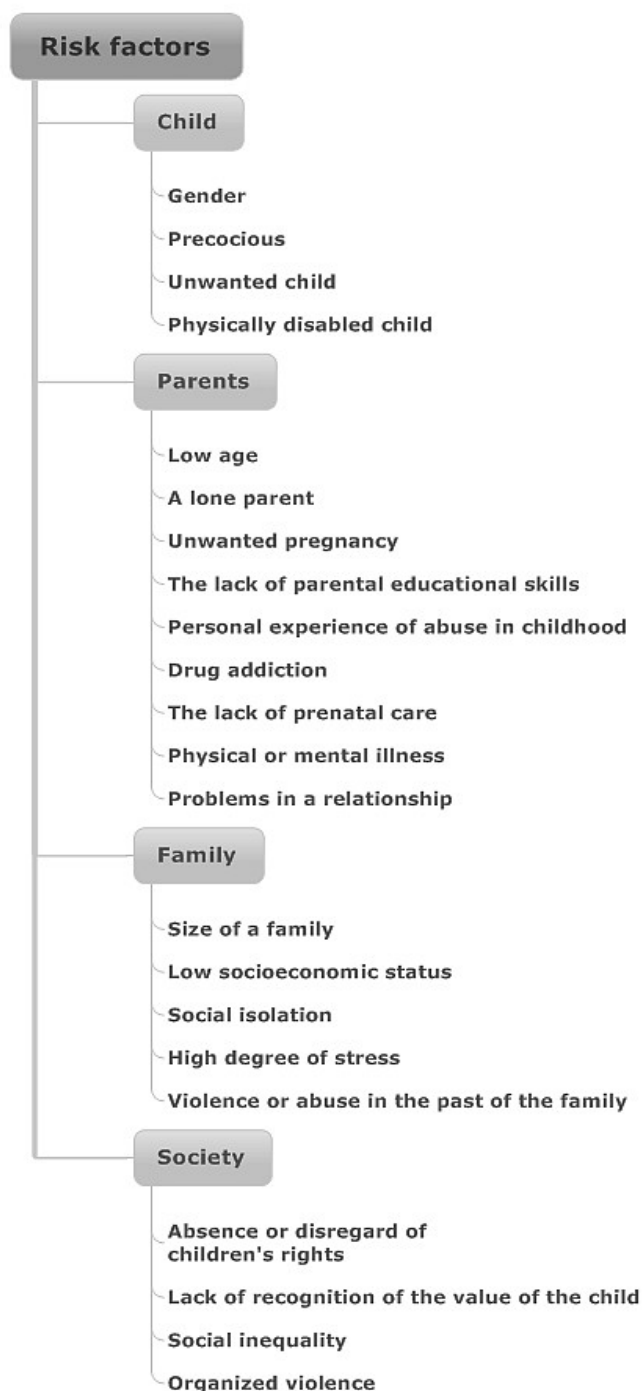 Risk factors
Child
Gender
Precocious
Unwanted child
Physically disabled child
Parents
Low age
A lone parent
Unwanted pregnancy
The lack of parental educational skills
Personal experience of abuse in childhood
Drug addiction
The lack of prenatal care
Physical or mental illness
Problems in a relationship
Family
Size of a family
Low socioeconomic status
Social isolation
High degree of stress
Violence or abuse in the past of the family
Society
Absence or disregard of
children's rights
Lack of recognition of the value of the child
Social inequality
Organized violence